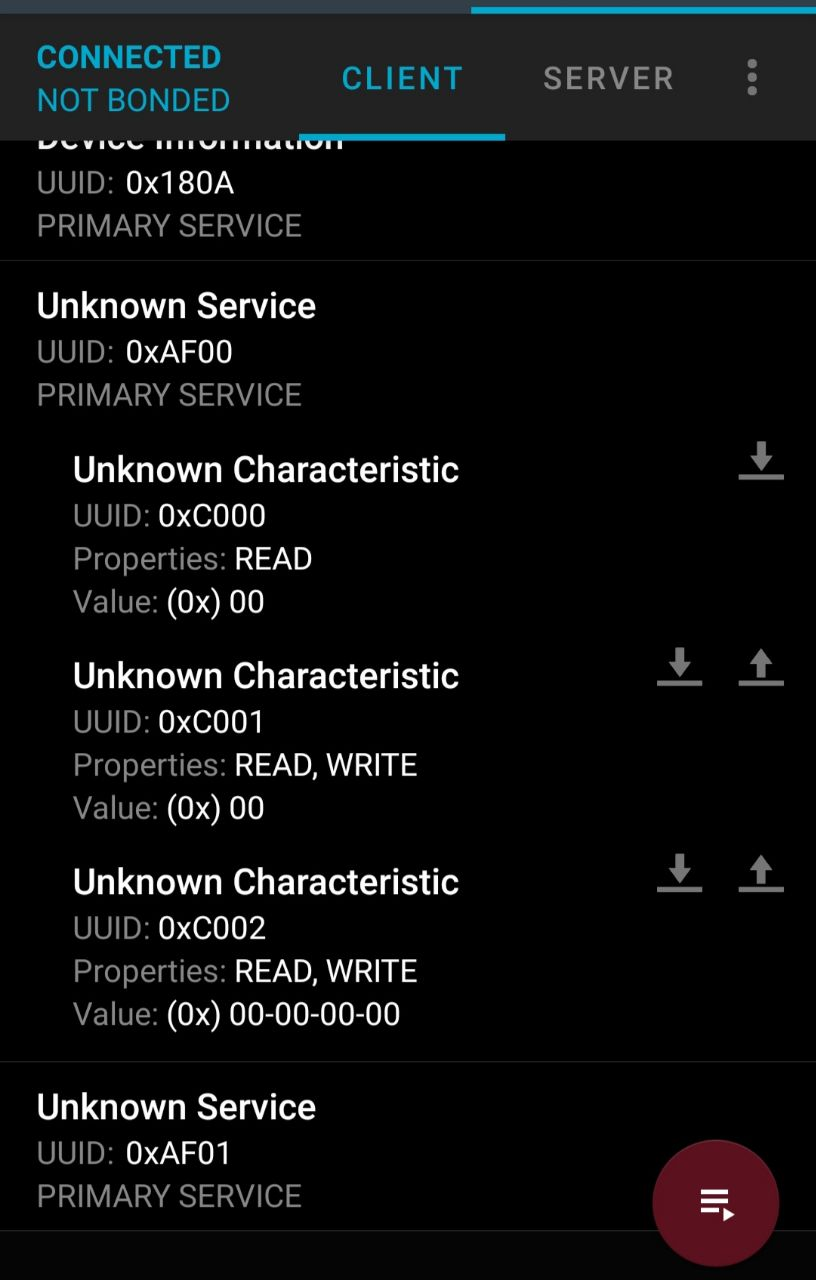 CONNECTED
NOT BONDED
CLIENT
SERVER
Device Information
UUID: 0x180A
PRIMARY SERVICE
Unknown Service
UUID: 0xAF00
PRIMARY SERVICE
Unknown Characteristic
UUID: 0xC000
Properties: READ
Value: (0x) 00
Unknown Characteristic
UUID: 0xC001
Properties: READ, WRITE
Value: (0x) 00
Unknown Characteristic
UUID: 0xC002
Properties: READ, WRITE
Value: (0x) 00-00-00-00
Unknown Service
UUID: 0xAF01
PRIMARY SERVICE